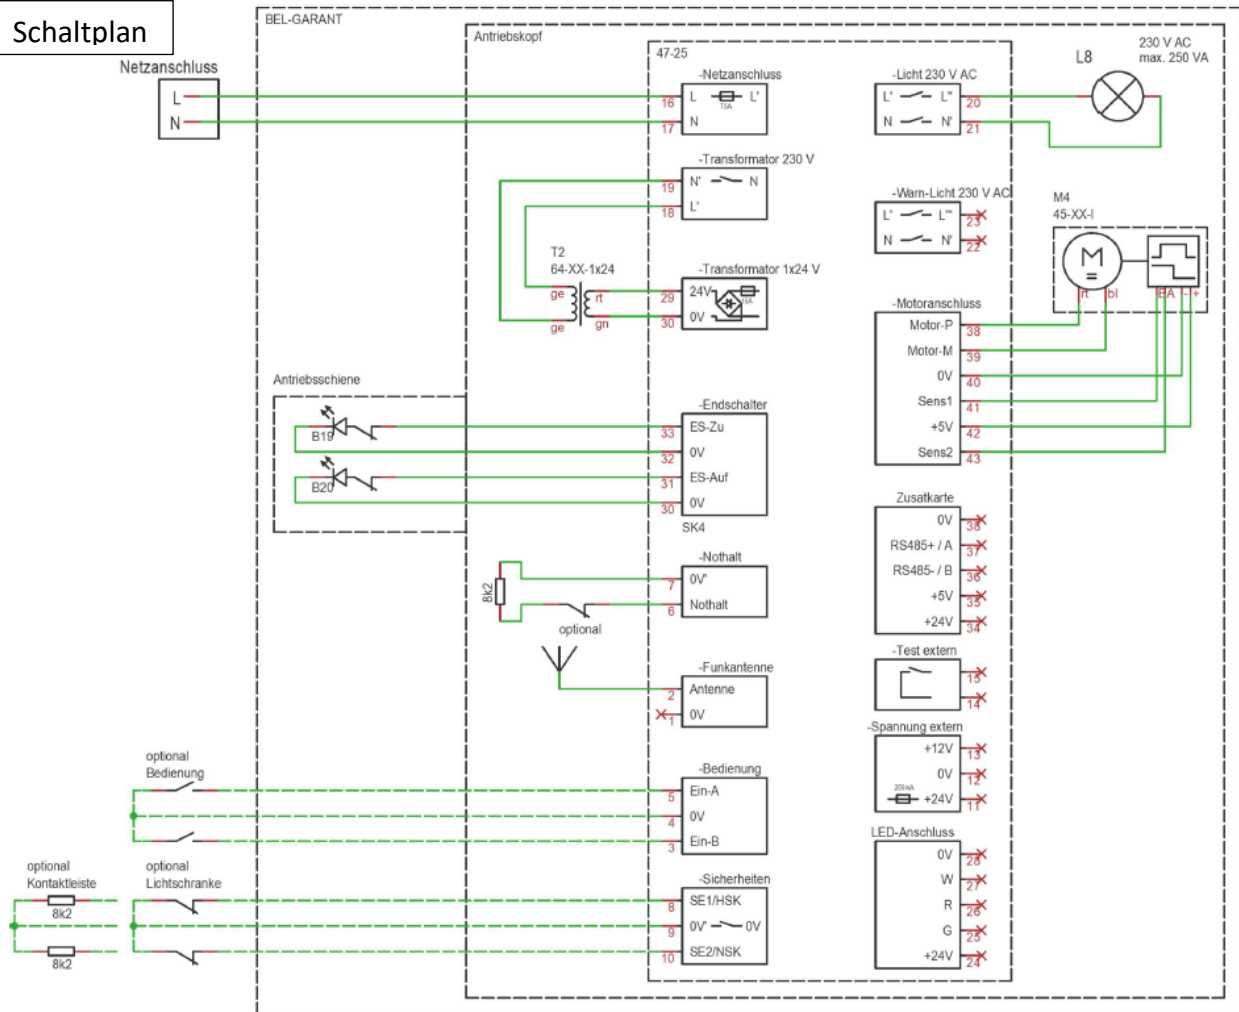 Schaltplan
BEL-GARANT
Antriebskopf
47-25
Netzanschluss
L
N
-Netzanschluss
L L'
16
N
17
-Transformator 230 V
N' N
19
L'
18
T2
64-XX-1x24
ge rt
ge gn
-Transformator 1x24 V
24V
29
0V
30
Antriebsschiene
B19
B20
-Endschalter
ES-Zu
33
0V
32
ES-Auf
31
0V
30
SK4
-Nothalt
0V'
7
Nothalt
6
8k2
optional
-Funkantenne
Antenne
2
0V
1
optional
Bedienung
-Bedienung
Ein-A
5
0V
4
Ein-B
3
optional
Kontaktleiste
8k2
8k2
optional
Lichtschranke
-Sicherheiten
SE1/HSK
8
0V' 0V
9
SE2/NSK
10
-Licht 230 V AC
L' L''
20
N N'
21
L8
230 V AC
max. 250 VA
-Warn-Licht 230 V AC
L' L'''
23
N N'
22
M4
45-XX-I
M
rt bl BA - +
-Motoranschluss
Motor-P
38
Motor-M
39
0V
40
Sens1
41
+5V
42
Sens2
43
Zusatkarte
0V
38
RS485+ / A
37
RS485- / B
36
+5V
35
+24V
34
-Test extern
15
14
-Spannung extern
+12V
13
0V
12
250mA
+24V
11
LED-Anschluss
0V
28
W
27
R
26
G
25
+24V
24